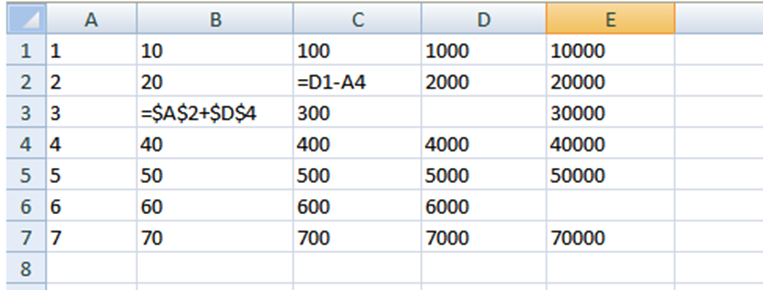 A B C D E
1 1 10 100 1000 10000
2 2 20 =D1-A4 2000 20000
3 3 =$A$2+$D$4 300 30000
4 4 40 400 4000 40000
5 5 50 500 5000 50000
6 6 60 600 6000
7 7 70 700 7000 70000
8